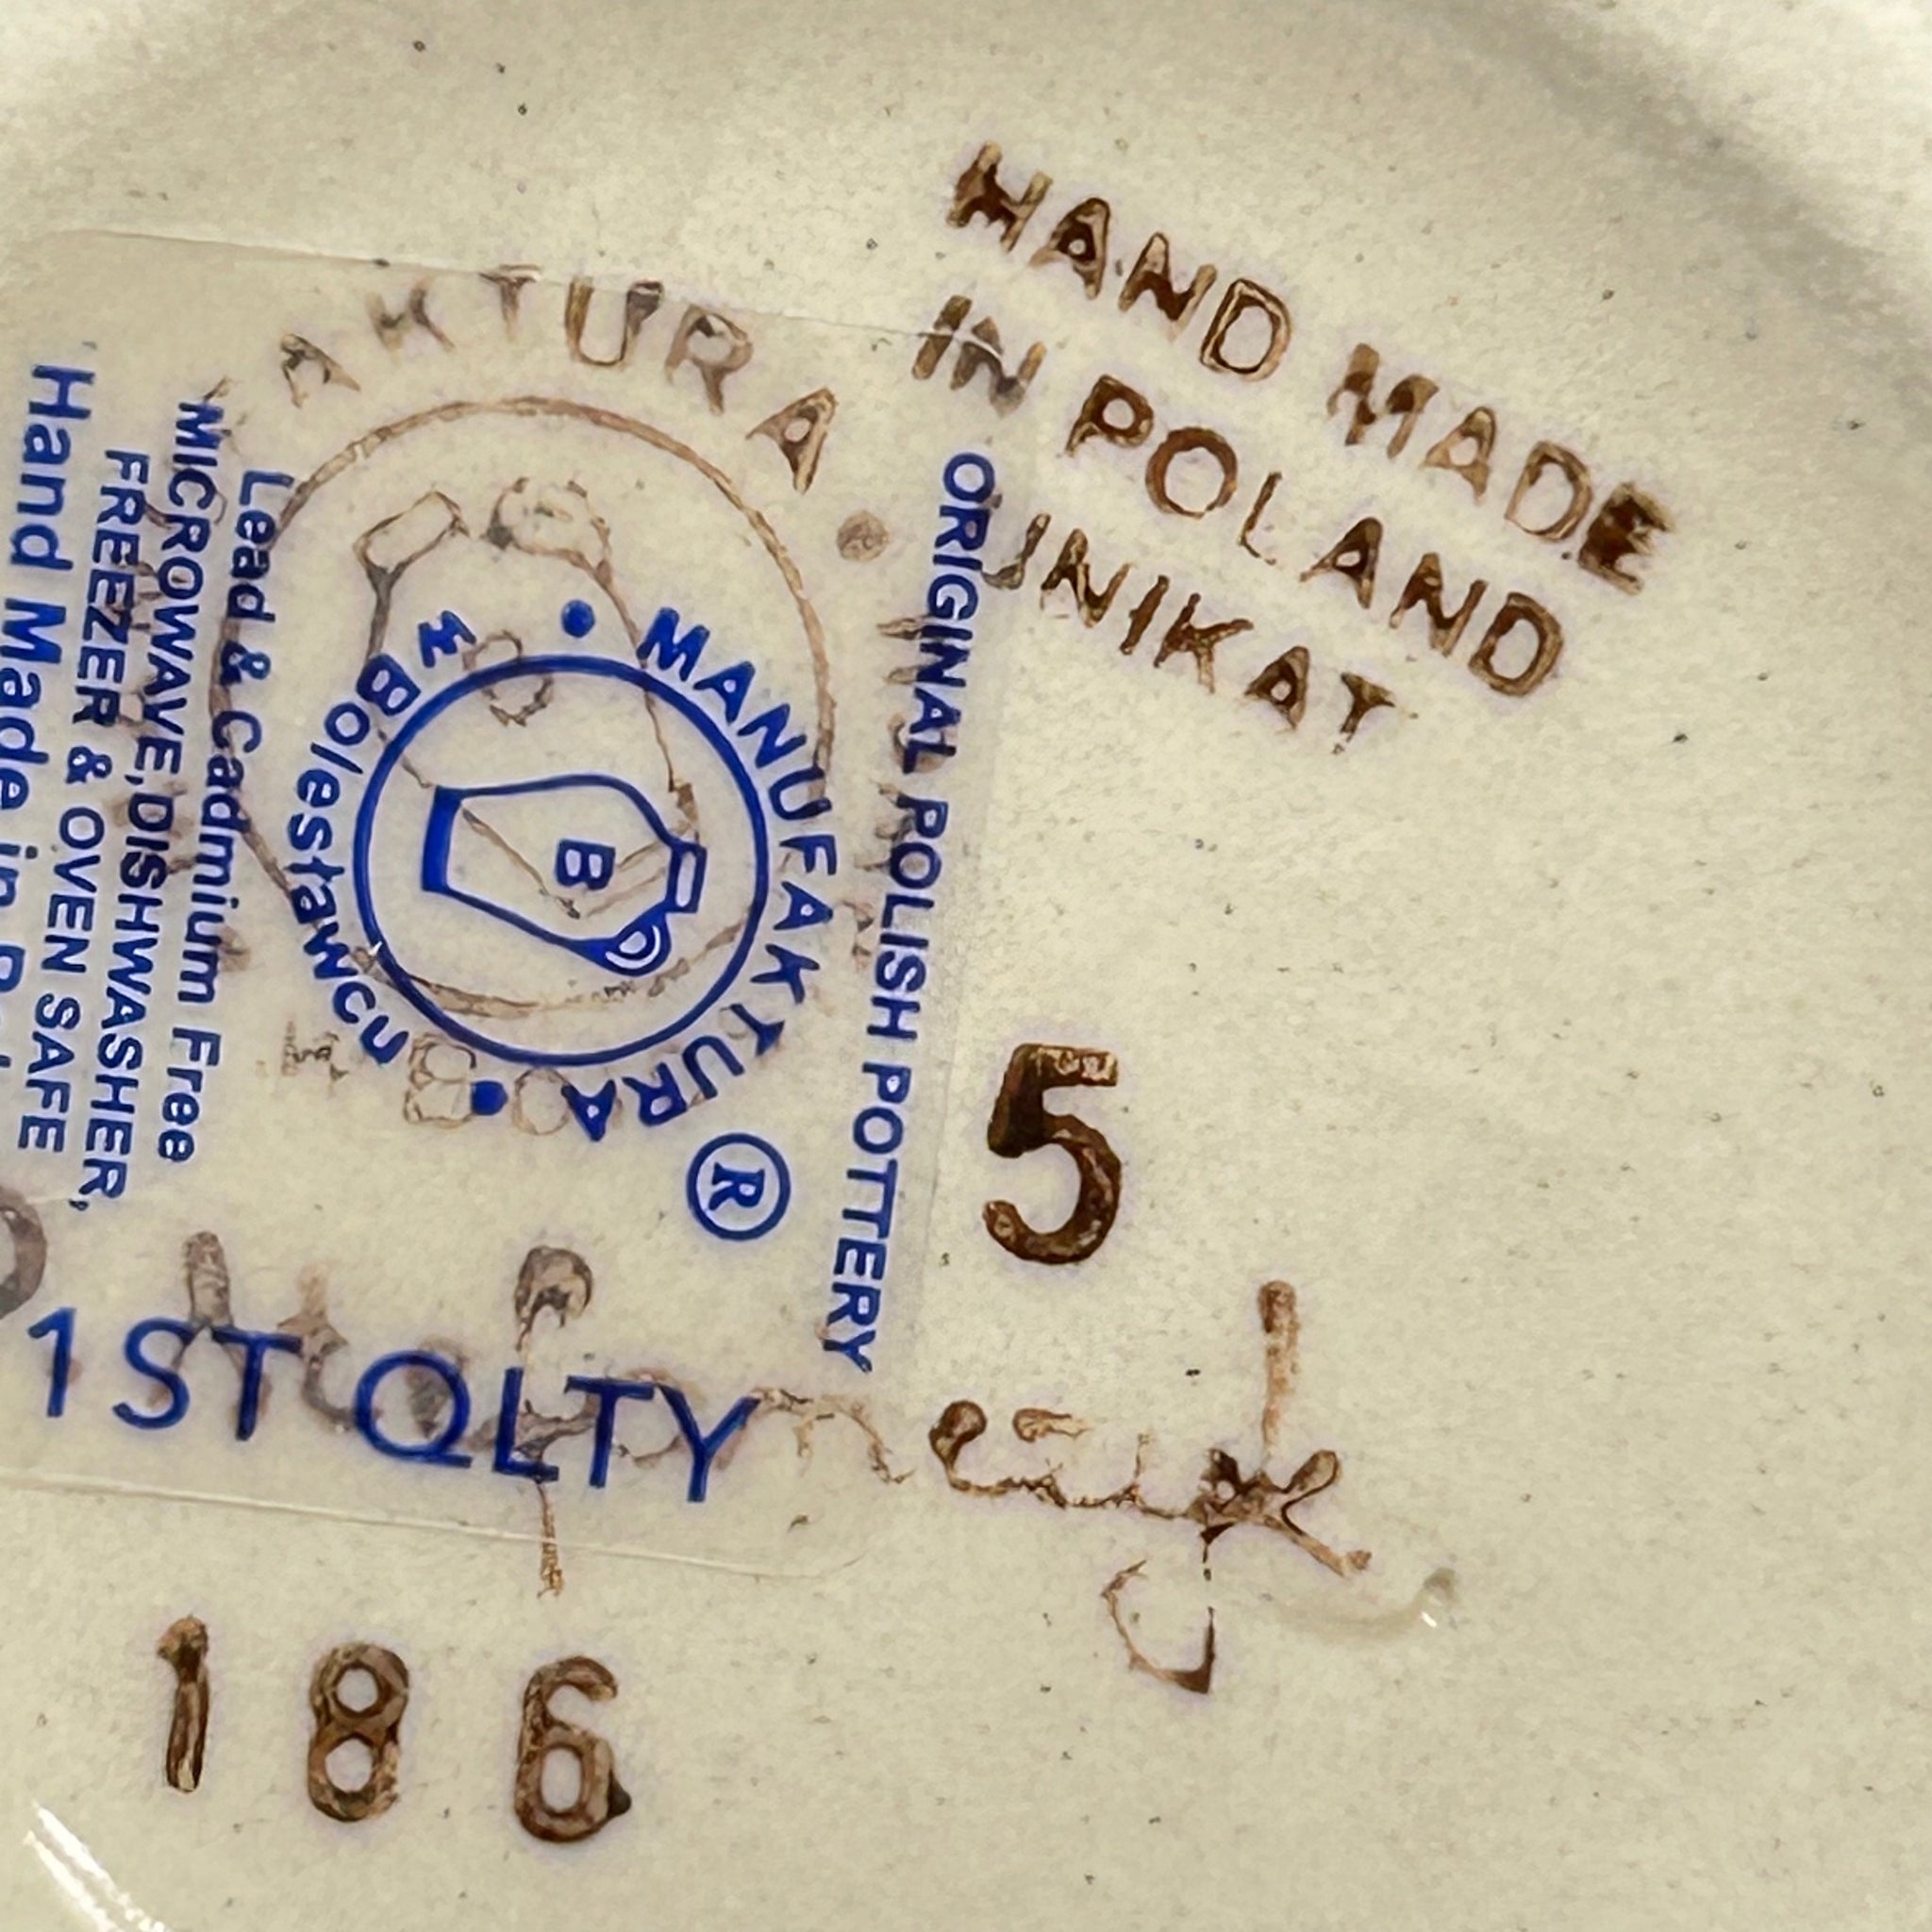 HAND MADE
IN POLAND
UNIKAT
AKTURA
ORIGINAL POLISH POTTERY
MANUFAKTURA
w Bolesławcu
B
®
Lead & Cadmium Free
MICROWAVE, DISHWASHER,
FREEZER & OVEN SAFE
Hand Made in
1ST QLTY
5
186